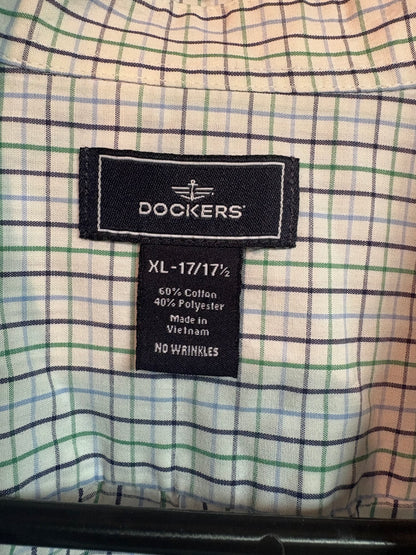 DOCKERS®
XL-17/17½
60% Cotton
40% Polyester
Made in
Vietnam
NO WRINKLES